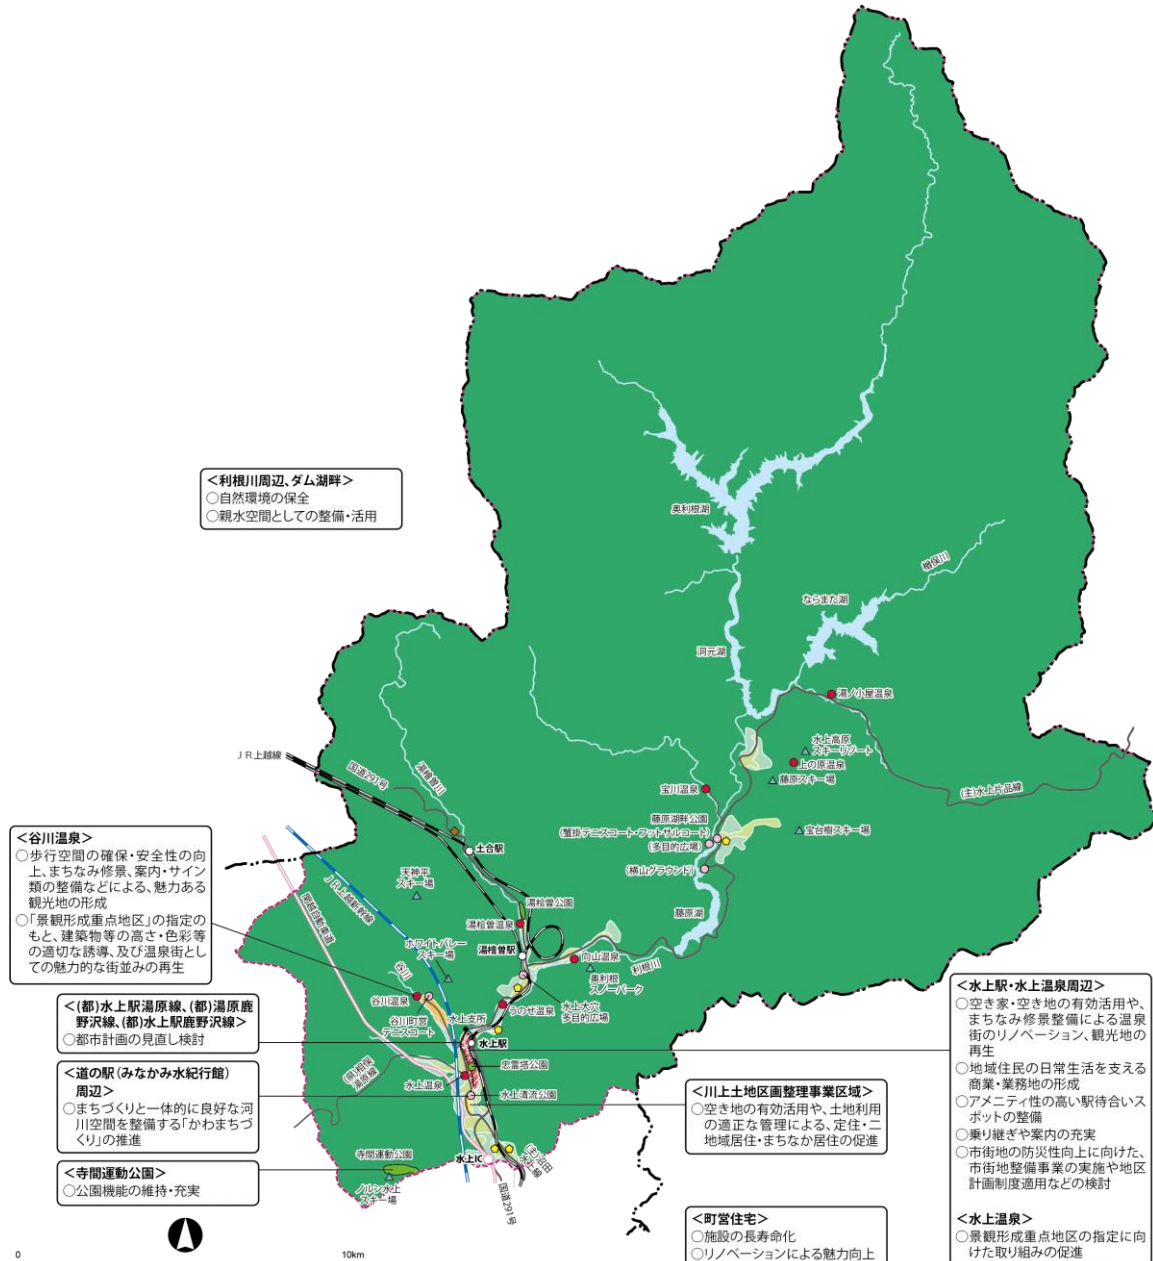 <利根川周辺、ダム湖畔>
○自然環境の保全
○親水空間としての整備・活用
奥利根湖
楢俣川
ならまた湖
洞元湖
湯ノ小屋温泉
水上高原
スキーリゾート
上の原温泉
藤原スキー場
(主)水上片品線
JR上越線
国道291号
湯檜曽川
宝川温泉
藤原湖畔公園
(蟹掛テニスコート・フットサルコート)
(多目的広場)
宝台樹スキー場
(横山グラウンド)
土合駅
天神平
スキー場
JR上越新幹線
関越自動車道
湯桧曽公園
湯桧曽温泉
藤原湖
湯檜曽駅
ホワイトバレー
スキー場
向山温泉
利根川
奥利根
スノーパーク
谷川
谷川温泉
谷川町営
テニスコート
水上支所
うのせ温泉
水上大穴
多目的広場
水上駅
忠霊塔公園
(県)相俣
湯原線
水上温泉
水上清流公園
寺間運動公園
水上IC
(主)沼田
水上線
ノルン水上
スキー場
国道291号
<谷川温泉>
○歩行空間の確保・安全性の向
上、まちなみ修景、案内・サイン
類の整備などによる、魅力ある
観光地の形成
○「景観形成重点地区」の指定の
もと、建築物等の高さ・色彩等
の適切な誘導、及び温泉街とし
ての魅力的な街並みの再生
<(都)水上駅湯原線、(都)湯原鹿
野沢線、(都)水上駅鹿野沢線>
○都市計画の見直し検討
<道の駅(みなかみ水紀行館)
周辺>
○まちづくりと一体的に良好な河
川空間を整備する「かわまちづ
くり」の推進
<寺間運動公園>
○公園機能の維持・充実
<川上土地区画整理事業区域>
○空き地の有効活用や、土地利用
の適正な管理による、定住・二
地域居住・まちなか居住の促進
<町営住宅>
○施設の長寿命化
○リノベーションによる魅力向上
<水上駅・水上温泉周辺>
○空き家・空き地の有効活用や、
まちなみ修景整備による温泉
街のリノベーション、観光地の
再生
○地域住民の日常生活を支える
商業・業務地の形成
○アメニティ性の高い駅待合いス
ポットの整備
○乗り継ぎや案内の充実
○市街地の防災性向上に向けた、
市街地整備事業の実施や地区
計画制度適用などの検討
<水上温泉>
○景観形成重点地区の指定に向
けた取り組みの促進
0
10km